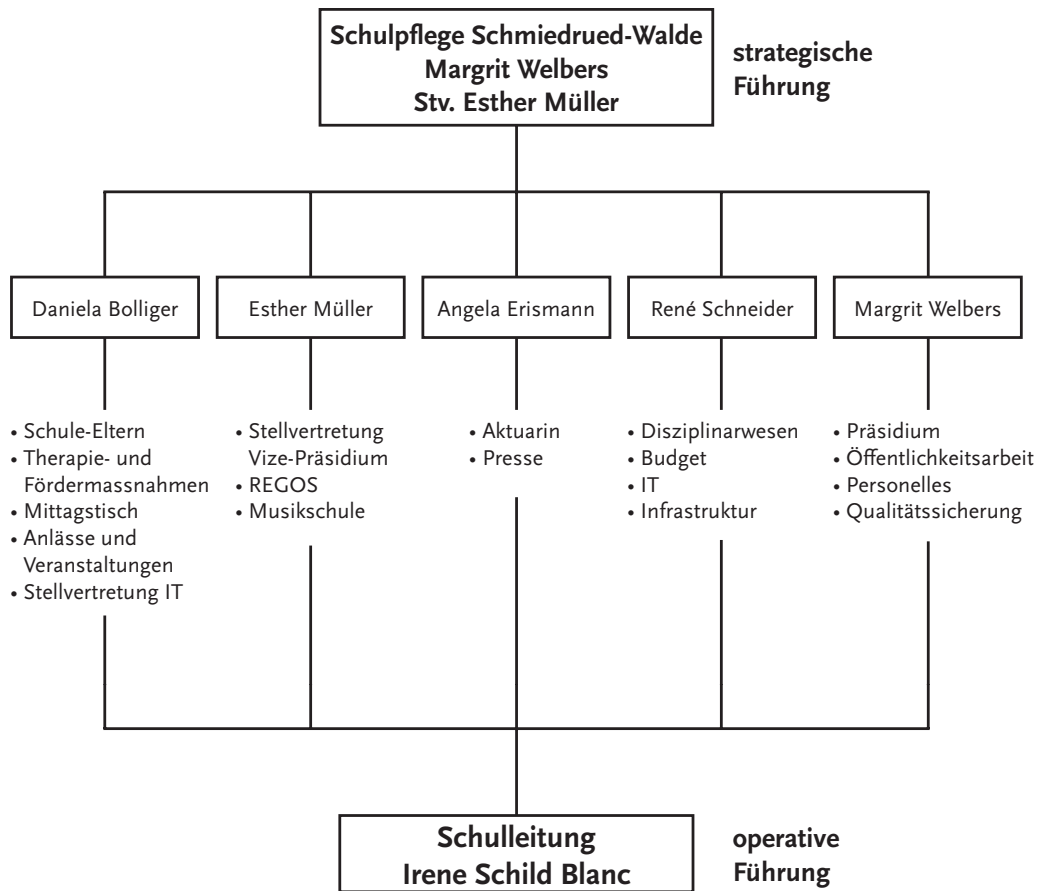 Schulpflege Schmiedrued-Walde
Margrit Welbers
Stv. Esther Müller
strategische
Führung
Daniela Bolliger
Esther Müller
Angela Erismann
René Schneider
Margrit Welbers
• Schule-Eltern
• Therapie- und
Fördermassnahmen
• Mittagstisch
• Anlässe und
Veranstaltungen
• Stellvertretung IT
• Stellvertretung
Vize-Präsidium
• REGOS
• Musikschule
• Aktuarin
• Presse
• Disziplinarwesen
• Budget
• IT
• Infrastruktur
• Präsidium
• Öffentlichkeitsarbeit
• Personelles
• Qualitätssicherung
Schulleitung
Irene Schild Blanc
operative
Führung